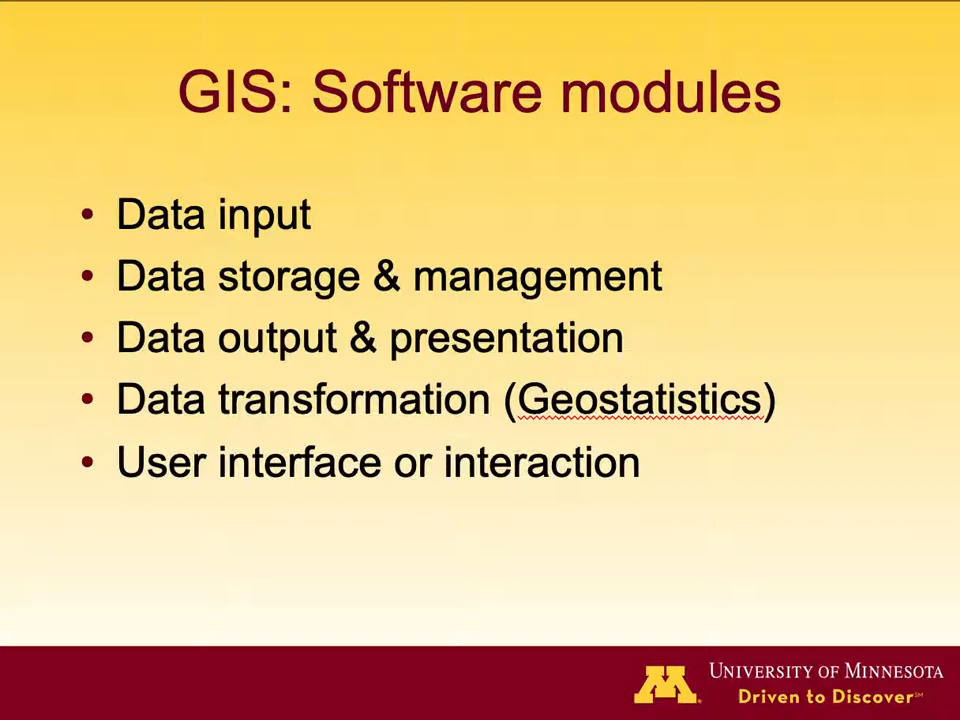 GIS: Software modules
• Data input
• Data storage & management
• Data output & presentation
• Data transformation (Geostatistics)
• User interface or interaction
M
UNIVERSITY OF MINNESOTA
Driven to Discover℠